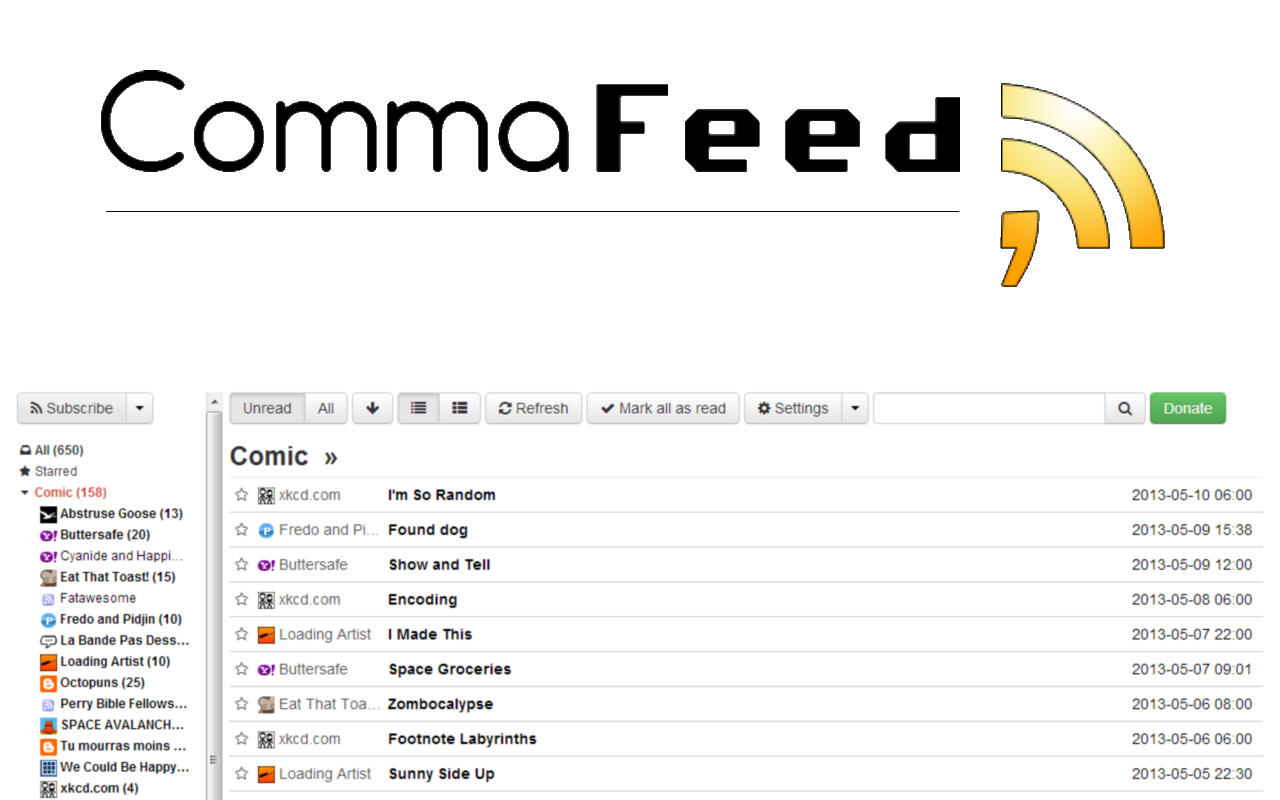 CommaFeed
Subscribe
Unread All Refresh Mark all as read Settings Donate
All (650)
Starred
Comic (158)
Abstruse Goose (13)
Buttersafe (20)
Cyanide and Happi...
Eat That Toast! (15)
Fatawesome
Fredo and Pidjin (10)
La Bande Pas Dess...
Loading Artist (10)
Octopuns (25)
Perry Bible Fellows...
SPACE AVALANCH...
Tu mourras moins ...
We Could Be Happy...
xkcd.com (4)
Comic »
xkcd.com I'm So Random 2013-05-10 06:00
Fredo and Pi... Found dog 2013-05-09 15:38
Buttersafe Show and Tell 2013-05-09 12:00
xkcd.com Encoding 2013-05-08 06:00
Loading Artist I Made This 2013-05-07 22:00
Buttersafe Space Groceries 2013-05-07 09:01
Eat That Toa... Zombocalypse 2013-05-06 08:00
xkcd.com Footnote Labyrinths 2013-05-06 06:00
Loading Artist Sunny Side Up 2013-05-05 22:30